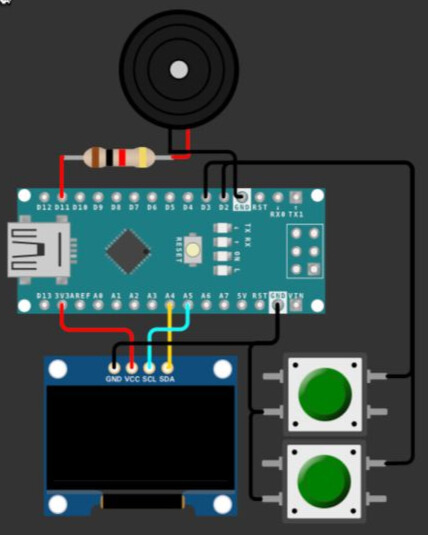 D12 D11 D10 D9 D8 D7 D6 D5 D4 D3 D2 GND RST RX0 TX1
RESET
TX RX
ON L
D13 3V3 AREF A0 A1 A2 A3 A4 A5 A6 A7 5V RST GND VIN
GND VCC SCL SDA